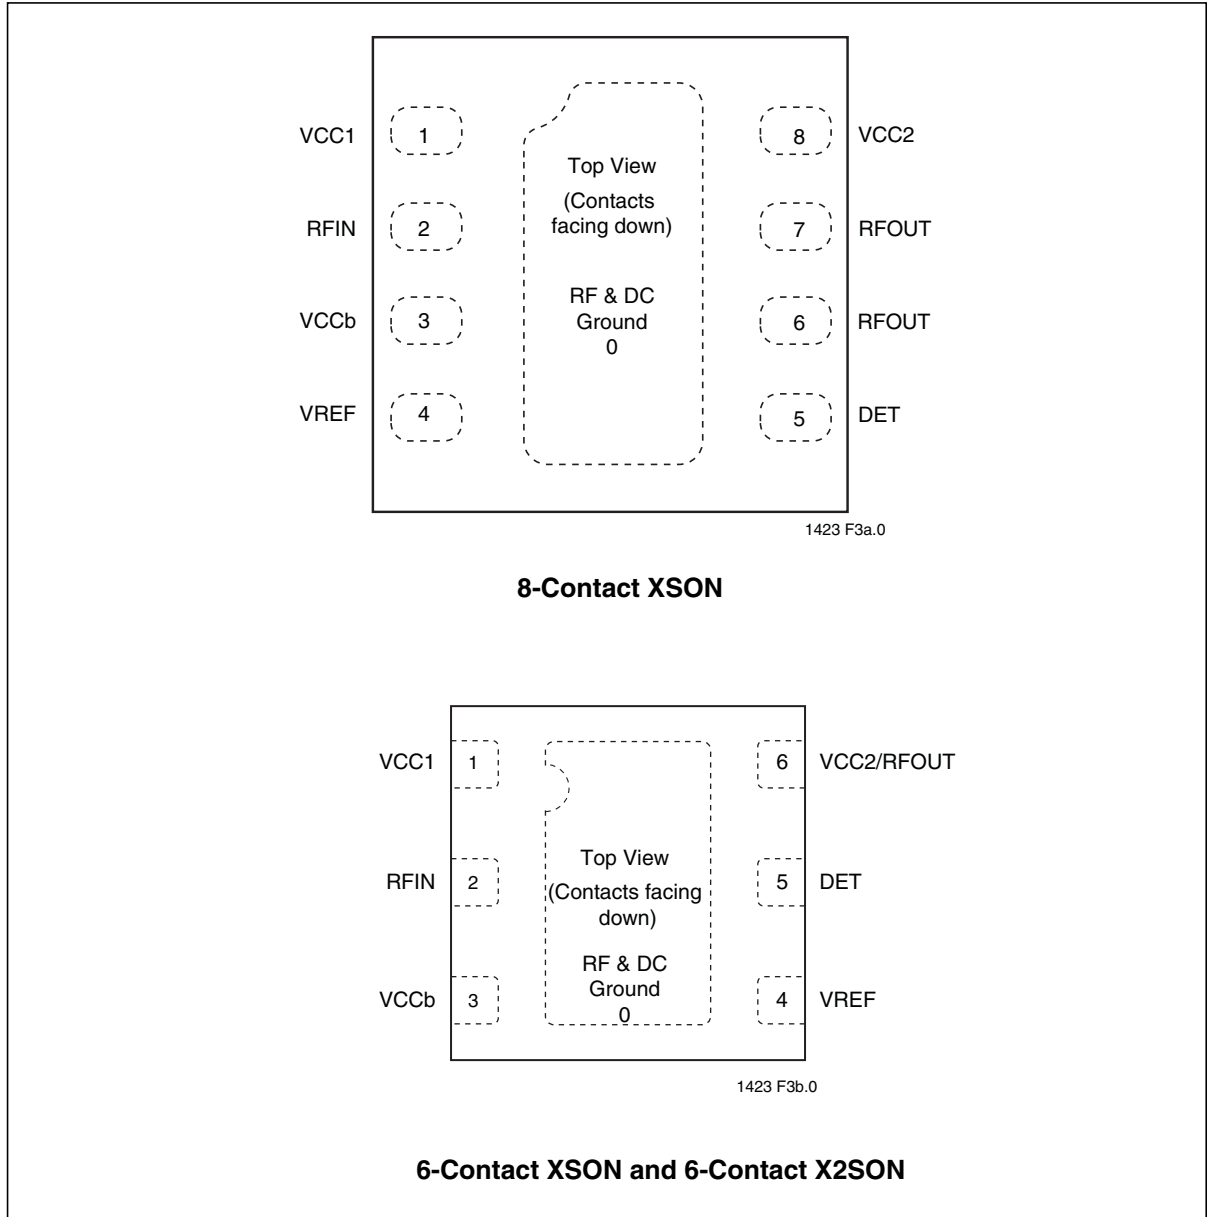 VCC1 1 8 VCC2
Top View
(Contacts
facing down)
RFIN 2 7 RFOUT
RF & DC
Ground
0
VCCb 3 6 RFOUT
VREF 4 5 DET
1423 F3a.0
8-Contact XSON
VCC1 1 6 VCC2/RFOUT
Top View
(Contacts facing
down)
RFIN 2 5 DET
RF & DC
Ground
0
VCCb 3 4 VREF
1423 F3b.0
6-Contact XSON and 6-Contact X2SON